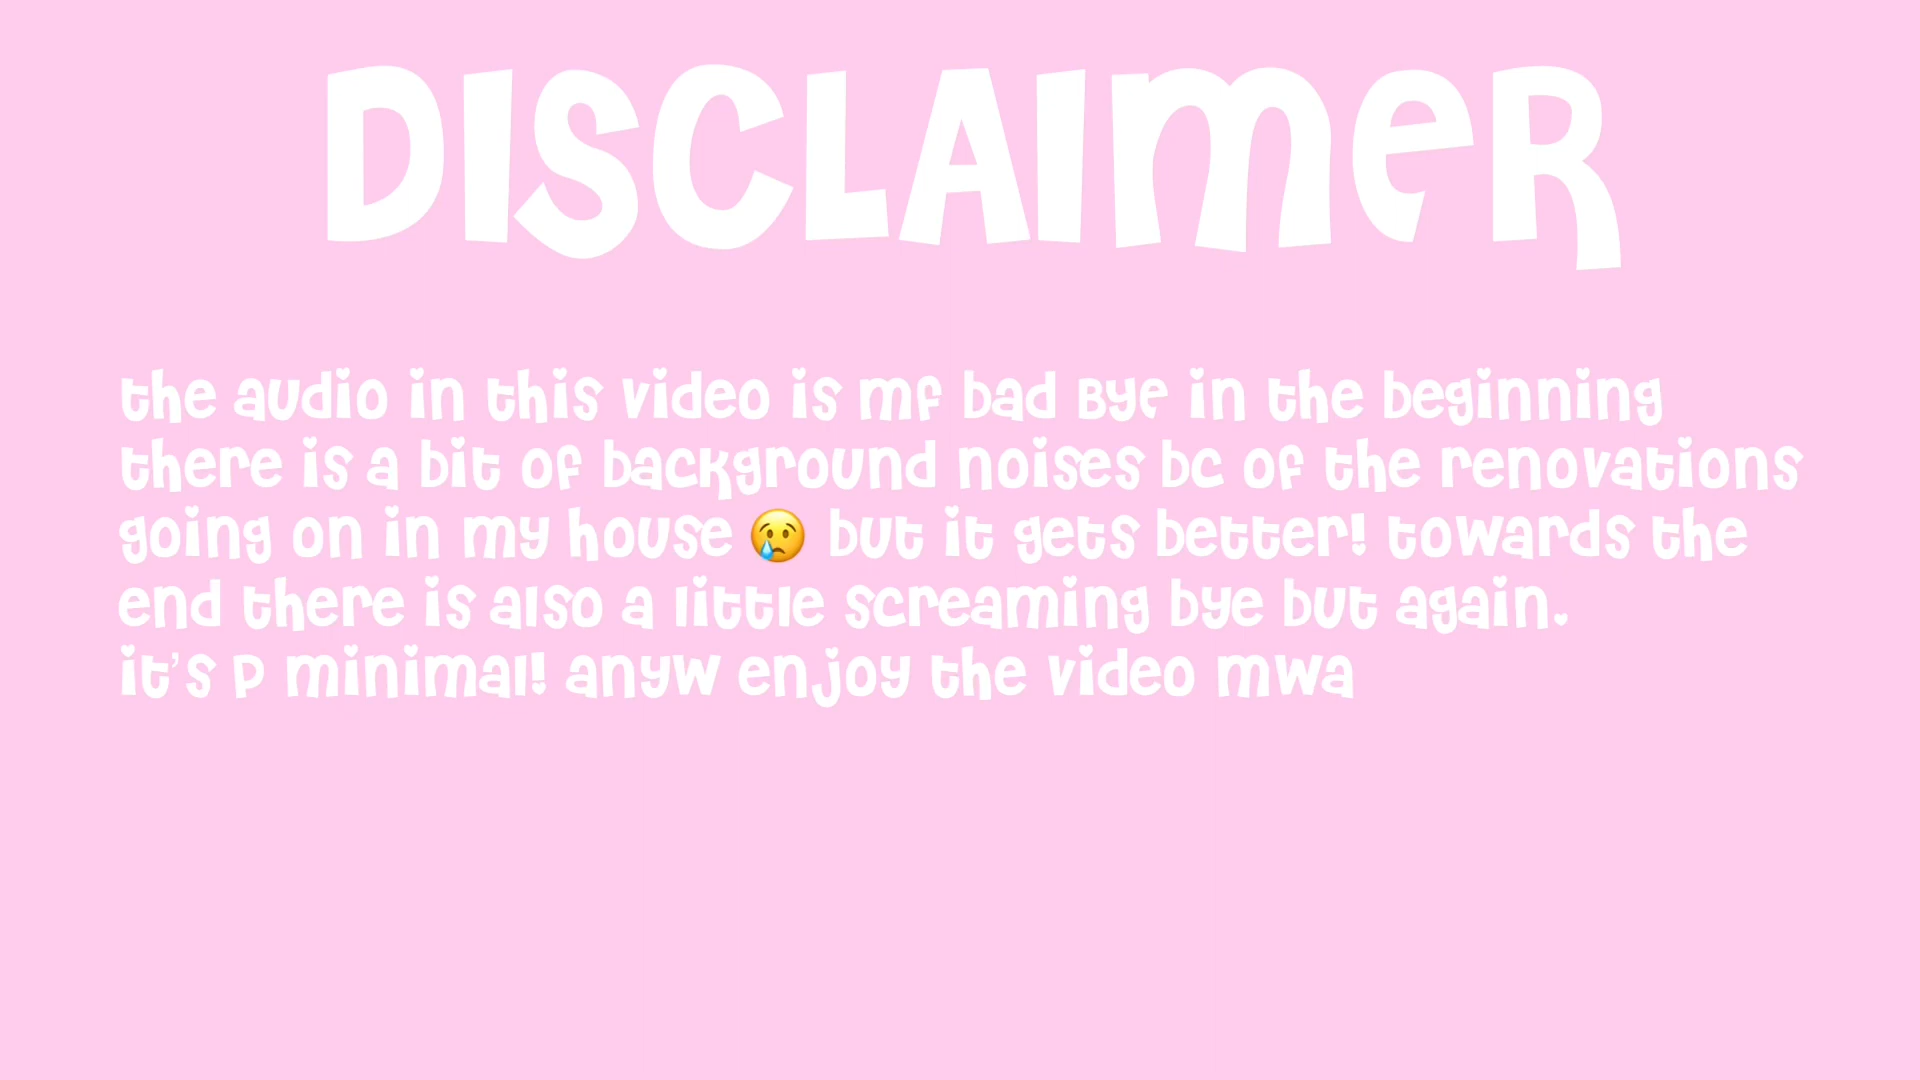 DISCLAIMER
the audio in this video is mf bad BYE in the beginning
there is a bit of background noises bc of the renovations
going on in my house 😢 but it gets better! towards the
end there is also a little screaming bye but again.
it's p minimal! anyw enjoy the video mwa